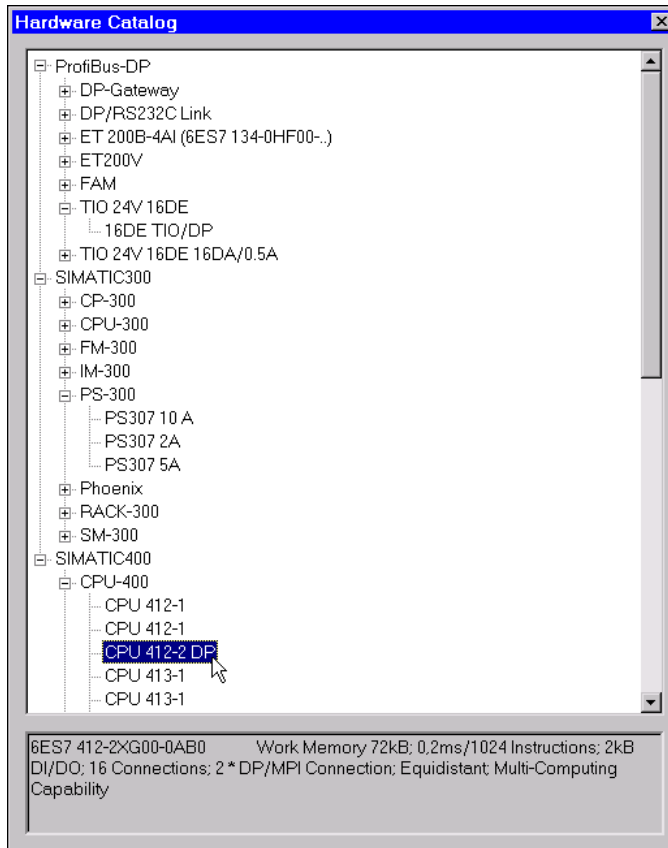 Hardware Catalog
ProfiBus-DP
DP-Gateway
DP/RS232C Link
ET 200B-4AI (6ES7 134-0HF00-..)
ET200V
FAM
TIO 24V 16DE
16DE TIO/DP
TIO 24V 16DE 16DA/0.5A
SIMATIC300
CP-300
CPU-300
FM-300
IM-300
PS-300
PS307 10 A
PS307 2A
PS307 5A
Phoenix
RACK-300
SM-300
SIMATIC400
CPU-400
CPU 412-1
CPU 412-1
CPU 412-2 DP
CPU 413-1
CPU 413-1
6ES7 412-2XG00-0AB0 Work Memory 72kB; 0,2ms/1024 Instructions; 2kB
DI/DO; 16 Connections; 2 * DP/MPI Connection; Equidistant; Multi-Computing
Capability